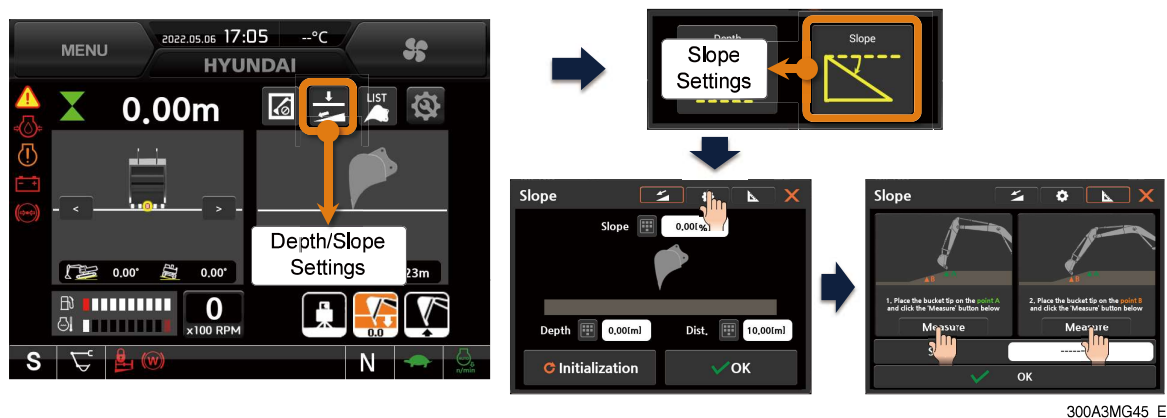 MENU
2022.05.06 17:05 --°C
HYUNDAI
0.00m
LIST
< >
0.00° 0.00°
23m
Depth/Slope
Settings
0
x100 RPM
0.0
S
C
(W)
N
n/min
Depth
Slope
Slope
Settings
Slope
Slope 0,00[%]
Depth 0,00[m] Dist. 10,00[m]
Initialization
OK
Slope
A B
1, Place the bucket tip on the point A
and click the 'Measure' button below
Measure
2, Place the bucket tip on the point B
and click the 'Measure' button below
Measure
OK
300A3MG45_E